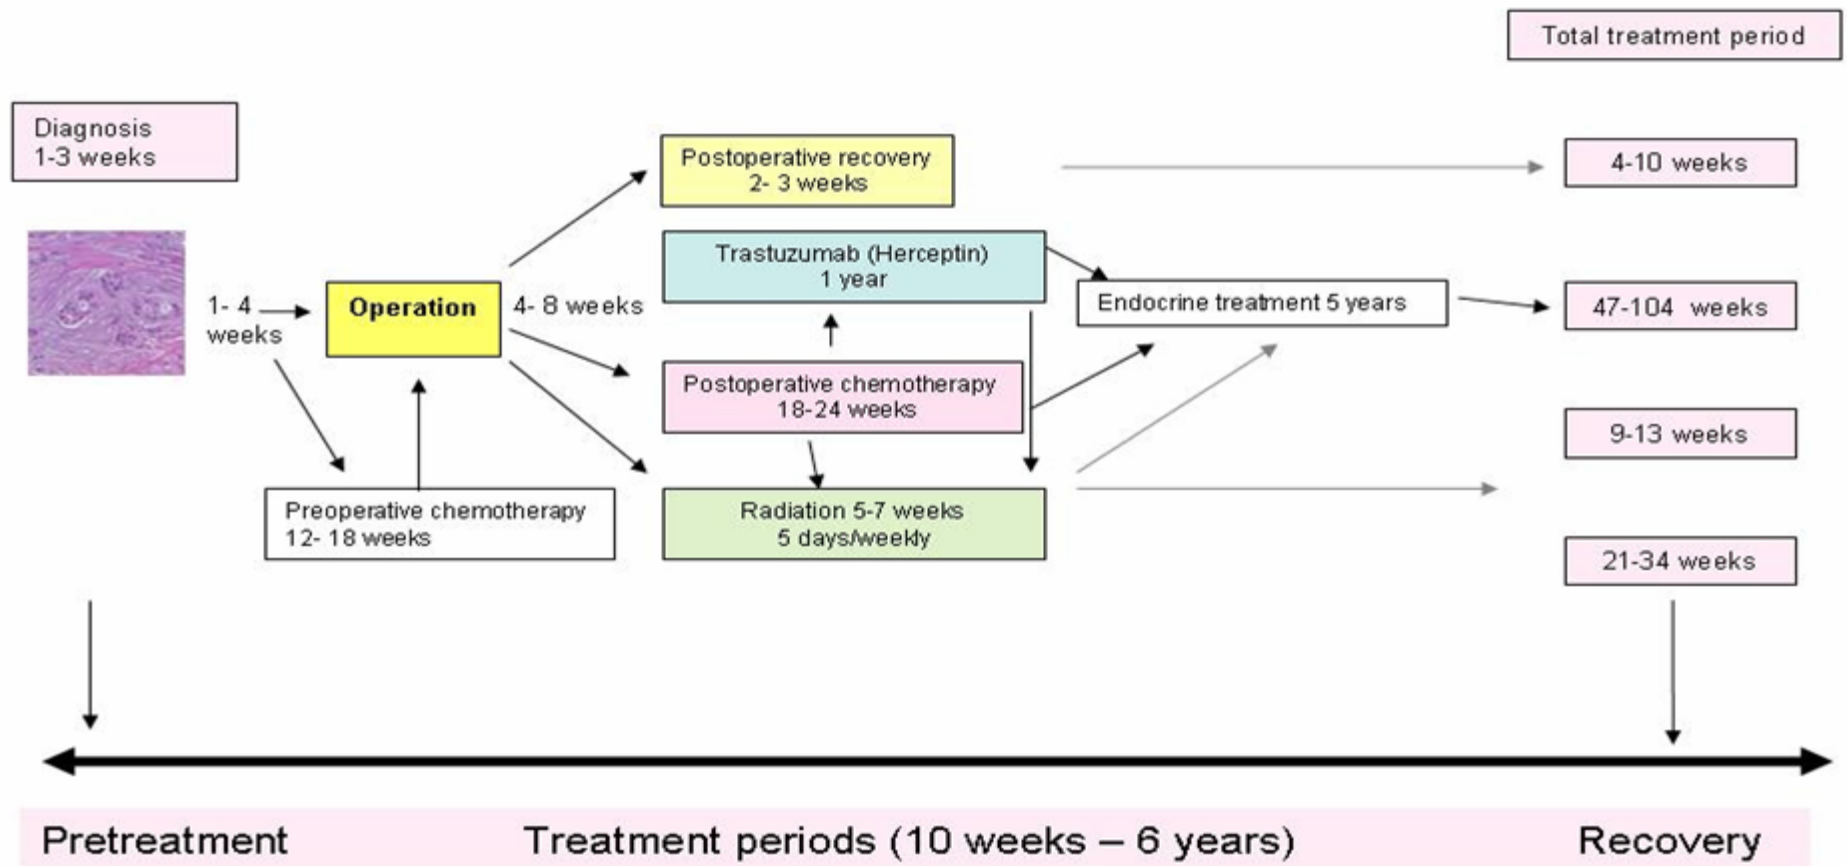 Total treatment period
Diagnosis
1-3 weeks
Postoperative recovery
2- 3 weeks
4-10 weeks
Trastuzumab (Herceptin)
1 year
1- 4
weeks
Operation
4- 8 weeks
Endocrine treatment 5 years
47-104 weeks
Postoperative chemotherapy
18-24 weeks
9-13 weeks
Preoperative chemotherapy
12- 18 weeks
Radiation 5-7 weeks
5 days/weekly
21-34 weeks
Pretreatment
Treatment periods (10 weeks – 6 years)
Recovery